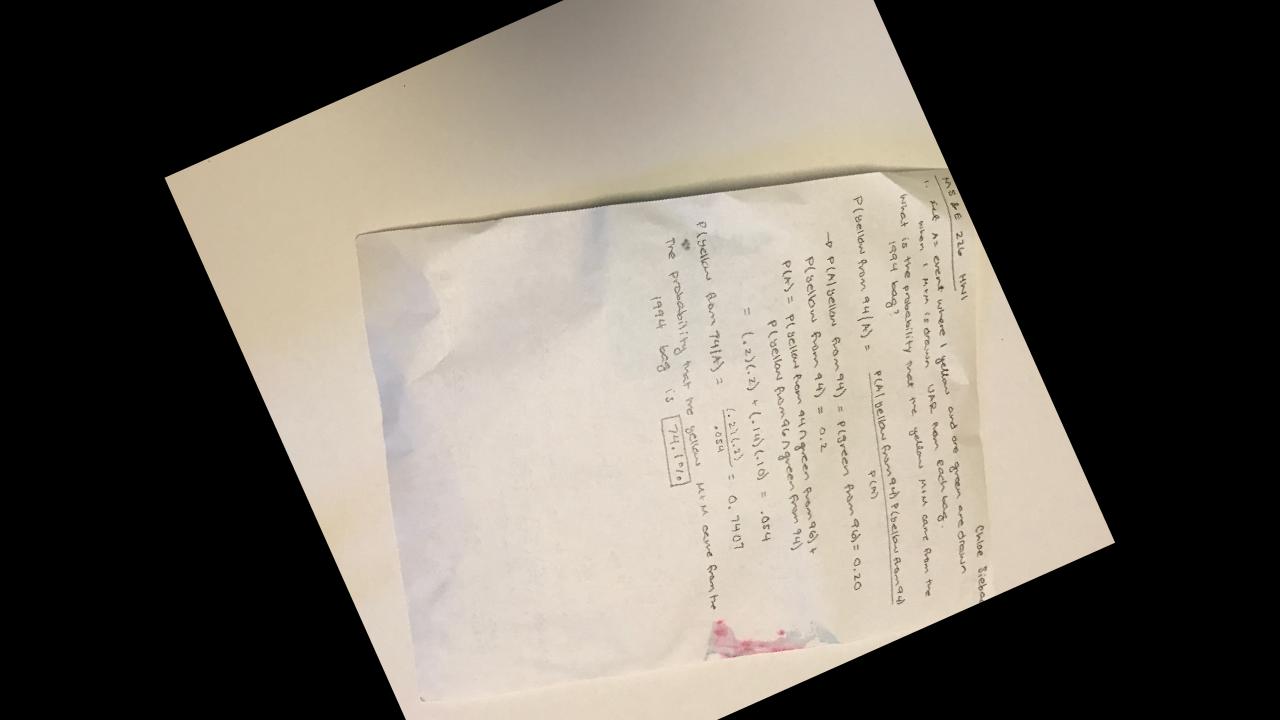 Chloe Sieba
MS&E 226 HW1
1. Let A = event where 1 yellow and one green are drawn
when 1 M+M is drawn UAR from each bag.
What is the probability that the yellow M+M came from the
1994 bag?
P(yellow from 94|A) = P(A|yellow from 94) P(yellow from 94)
P(A)
→ P(A|yellow from 94) = P(green from 96) = 0.20
P(yellow from 94) = 0.2
P(A) = P(yellow from 94 ∩ green from 96) +
P(yellow from 96 ∩ green from 94)
= (.2)(.2) + (.14)(.10) = .054
P(yellow from 94|A) = (.2)(.2) = 0.7407
.054
The probability that the yellow M+M came from the
1994 bag is 74.1%